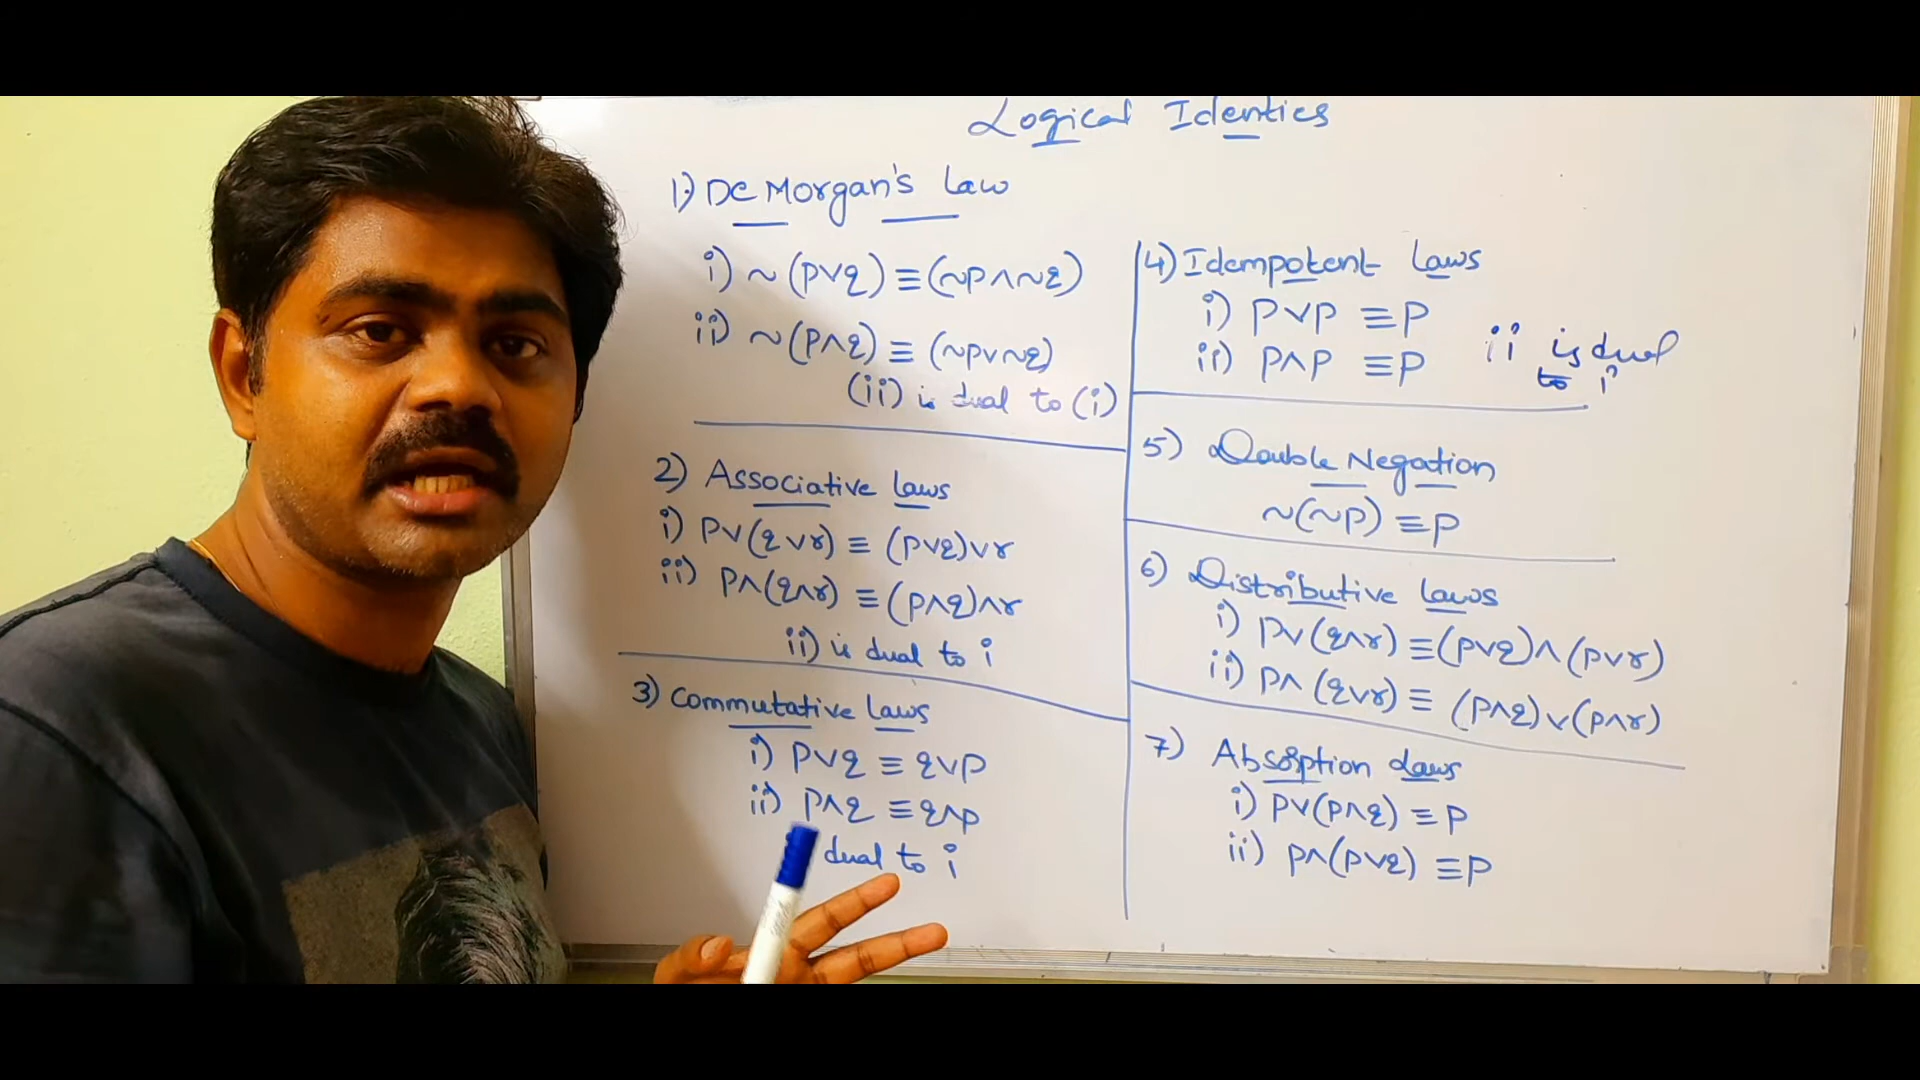 Logical Identies
1) De Morgan's Law
i) ~(p∨q)≡(~p∧~q)
ii) ~(p∧q)≡(~p∨~q)
(ii) is dual to (i)
2) Associative Laws
i) p∨(q∨r)≡(p∨q)∨r
ii) p∧(q∧r)≡(p∧q)∧r
ii) is dual to i
3) Commutative Laws
i) p∨q≡q∨p
ii) p∧q≡q∧p
dual to i
4) Idempotent Laws
i) p∨p≡p
ii) p∧p≡p
ii is dual
to i
5) Double Negation
~(~p)≡p
6) Distributive Laws
i) p∨(q∧r)≡(p∨q)∧(p∨r)
ii) p∧(q∨r)≡(p∧q)∨(p∧r)
7) Absorption Laws
i) p∨(p∧q)≡p
ii) p∧(p∨q)≡p